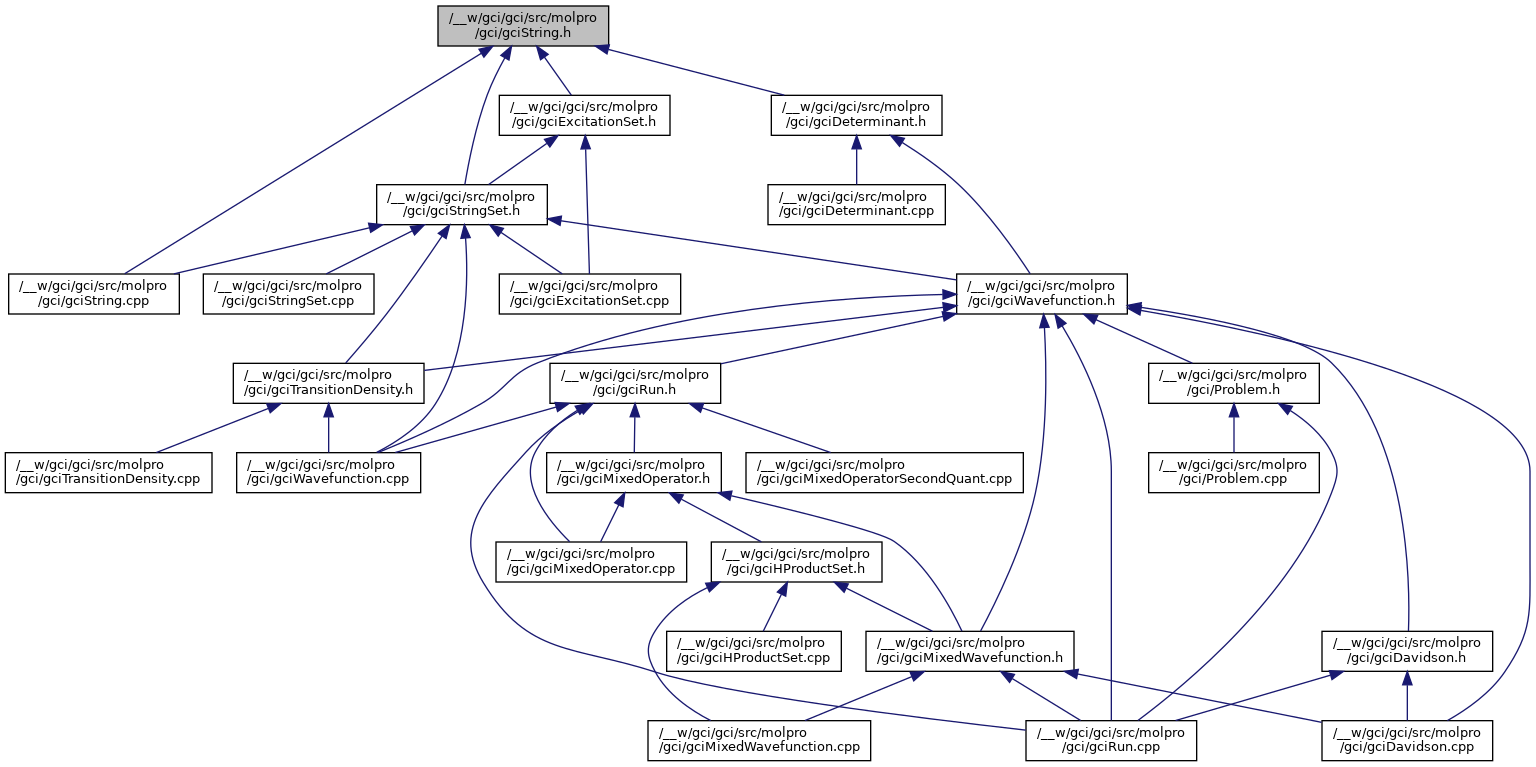 /__w/gci/gci/src/molpro
/gci/gciString.h
/__w/gci/gci/src/molpro
/gci/gciExcitationSet.h
/__w/gci/gci/src/molpro
/gci/gciDeterminant.h
/__w/gci/gci/src/molpro
/gci/gciStringSet.h
/__w/gci/gci/src/molpro
/gci/gciDeterminant.cpp
/__w/gci/gci/src/molpro
/gci/gciString.cpp
/__w/gci/gci/src/molpro
/gci/gciStringSet.cpp
/__w/gci/gci/src/molpro
/gci/gciExcitationSet.cpp
/__w/gci/gci/src/molpro
/gci/gciWavefunction.h
/__w/gci/gci/src/molpro
/gci/gciTransitionDensity.h
/__w/gci/gci/src/molpro
/gci/gciRun.h
/__w/gci/gci/src/molpro
/gci/Problem.h
/__w/gci/gci/src/molpro
/gci/gciTransitionDensity.cpp
/__w/gci/gci/src/molpro
/gci/gciWavefunction.cpp
/__w/gci/gci/src/molpro
/gci/gciMixedOperator.h
/__w/gci/gci/src/molpro
/gci/gciMixedOperatorSecondQuant.cpp
/__w/gci/gci/src/molpro
/gci/Problem.cpp
/__w/gci/gci/src/molpro
/gci/gciMixedOperator.cpp
/__w/gci/gci/src/molpro
/gci/gciHProductSet.h
/__w/gci/gci/src/molpro
/gci/gciHProductSet.cpp
/__w/gci/gci/src/molpro
/gci/gciMixedWavefunction.h
/__w/gci/gci/src/molpro
/gci/gciDavidson.h
/__w/gci/gci/src/molpro
/gci/gciMixedWavefunction.cpp
/__w/gci/gci/src/molpro
/gci/gciRun.cpp
/__w/gci/gci/src/molpro
/gci/gciDavidson.cpp